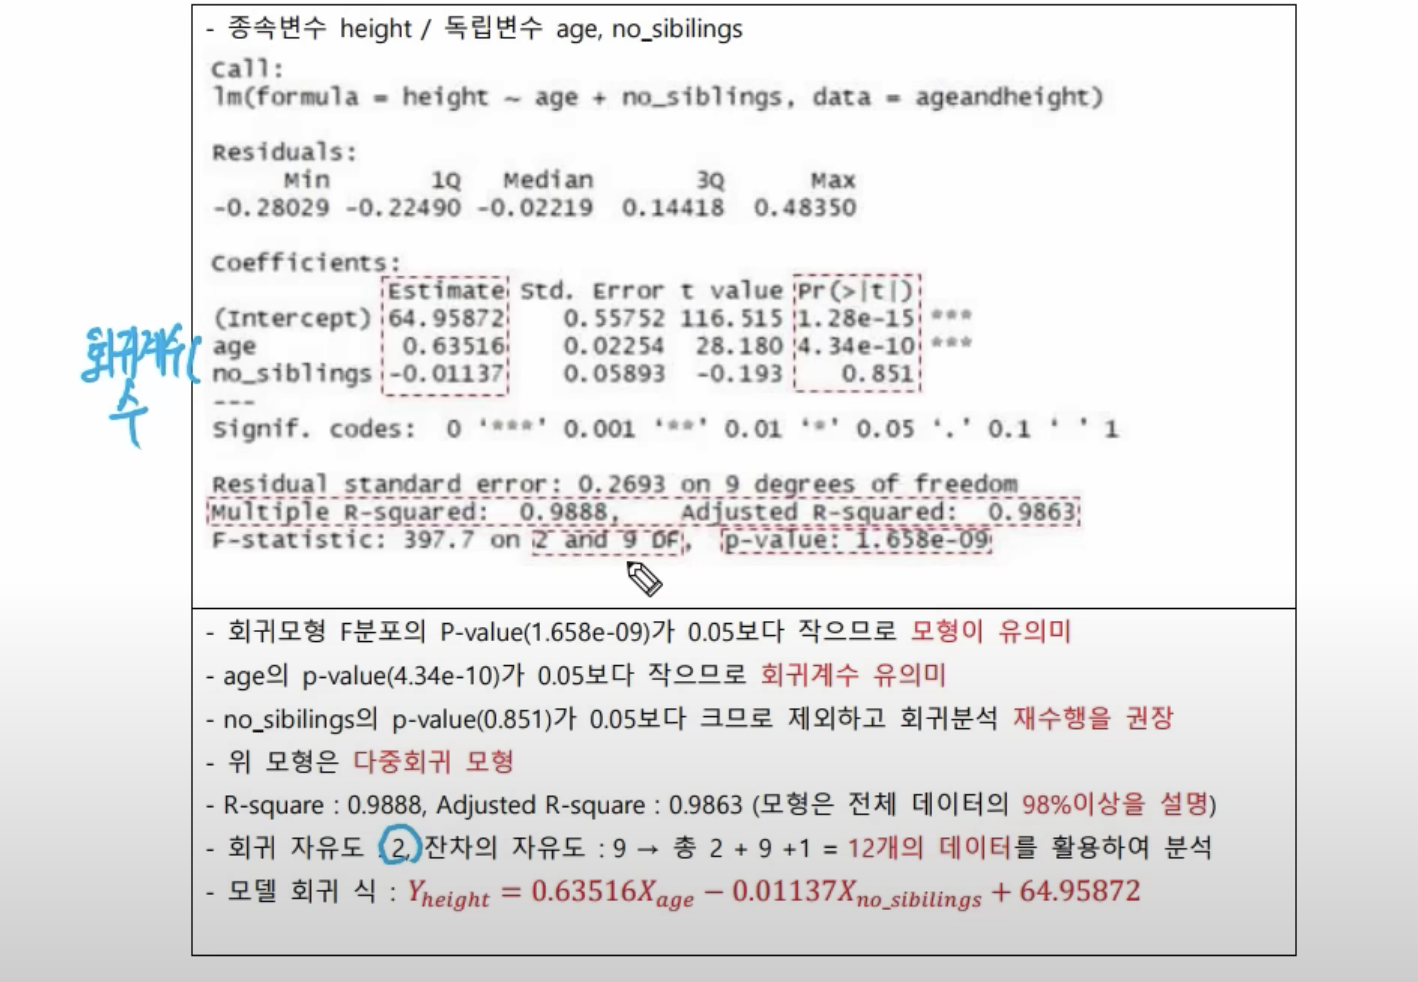 - 종속변수 height / 독립변수 age, no_sibilings
Call:
lm(formula = height ~ age + no_siblings, data = ageandheight)
Residuals:
Min 1Q Median 3Q Max
-0.28029 -0.22490 -0.02219 0.14418 0.48350
Coefficients:
Estimate Std. Error t value Pr(>|t|)
(Intercept) 64.95872 0.55752 116.515 1.28e-15 ***
age 0.63516 0.02254 28.180 4.34e-10 ***
no_siblings -0.01137 0.05893 -0.193 0.851
---
Signif. codes: 0 ‘***’ 0.001 ‘**’ 0.01 ‘*’ 0.05 ‘.’ 0.1 ‘ ’ 1
회귀계수(
수
Residual standard error: 0.2693 on 9 degrees of freedom
Multiple R-squared: 0.9888, Adjusted R-squared: 0.9863
F-statistic: 397.7 on 2 and 9 DF, p-value: 1.658e-09
- 회귀모형 F분포의 P-value(1.658e-09)가 0.05보다 작으므로 모형이 유의미
- age의 p-value(4.34e-10)가 0.05보다 작으므로 회귀계수 유의미
- no_sibilings의 p-value(0.851)가 0.05보다 크므로 제외하고 회귀분석 재수행을 권장
- 위 모형은 다중회귀 모형
- R-square : 0.9888, Adjusted R-square : 0.9863 (모형은 전체 데이터의 98%이상을 설명)
- 회귀 자유도 : 2, 잔차의 자유도 : 9 → 총 2 + 9 +1 = 12개의 데이터를 활용하여 분석
- 모델 회귀 식 : Y_height = 0.63516X_age − 0.01137X_no_sibilings + 64.95872